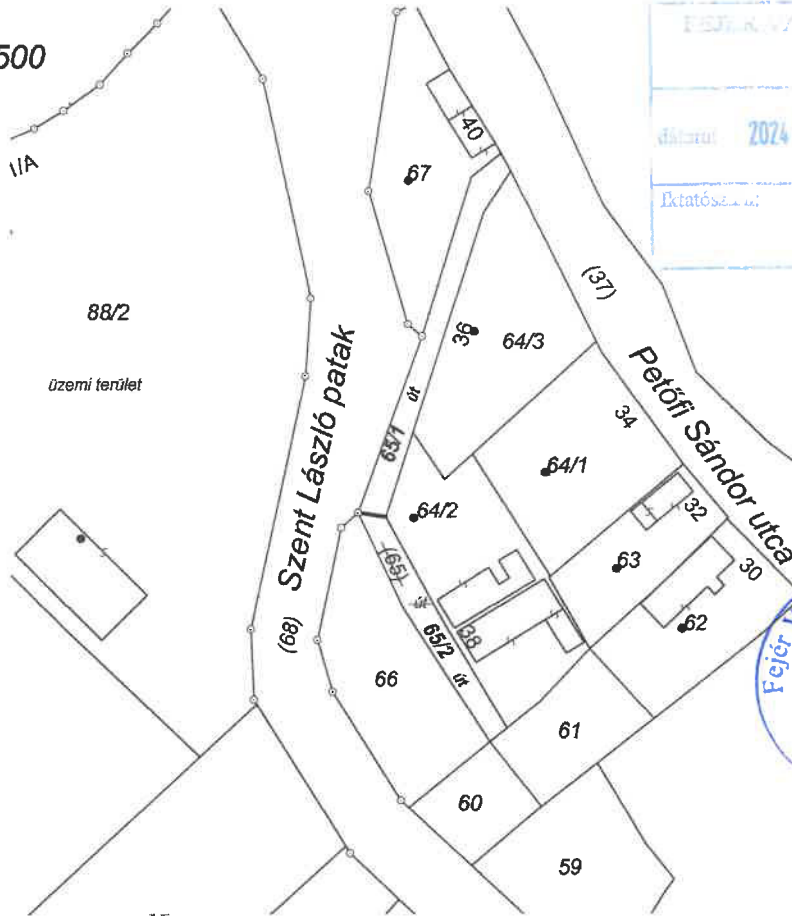 500
1/A
88/2
üzemi terület
(68) Szent László patak
67
40
(37)
Petőfi Sándor utca
36
64/3
65/1 út
34
64/1
64/2
32
63
30
62
(65) út
65/2 út
38
66
61
60
59
dátum: 2024
Fejér